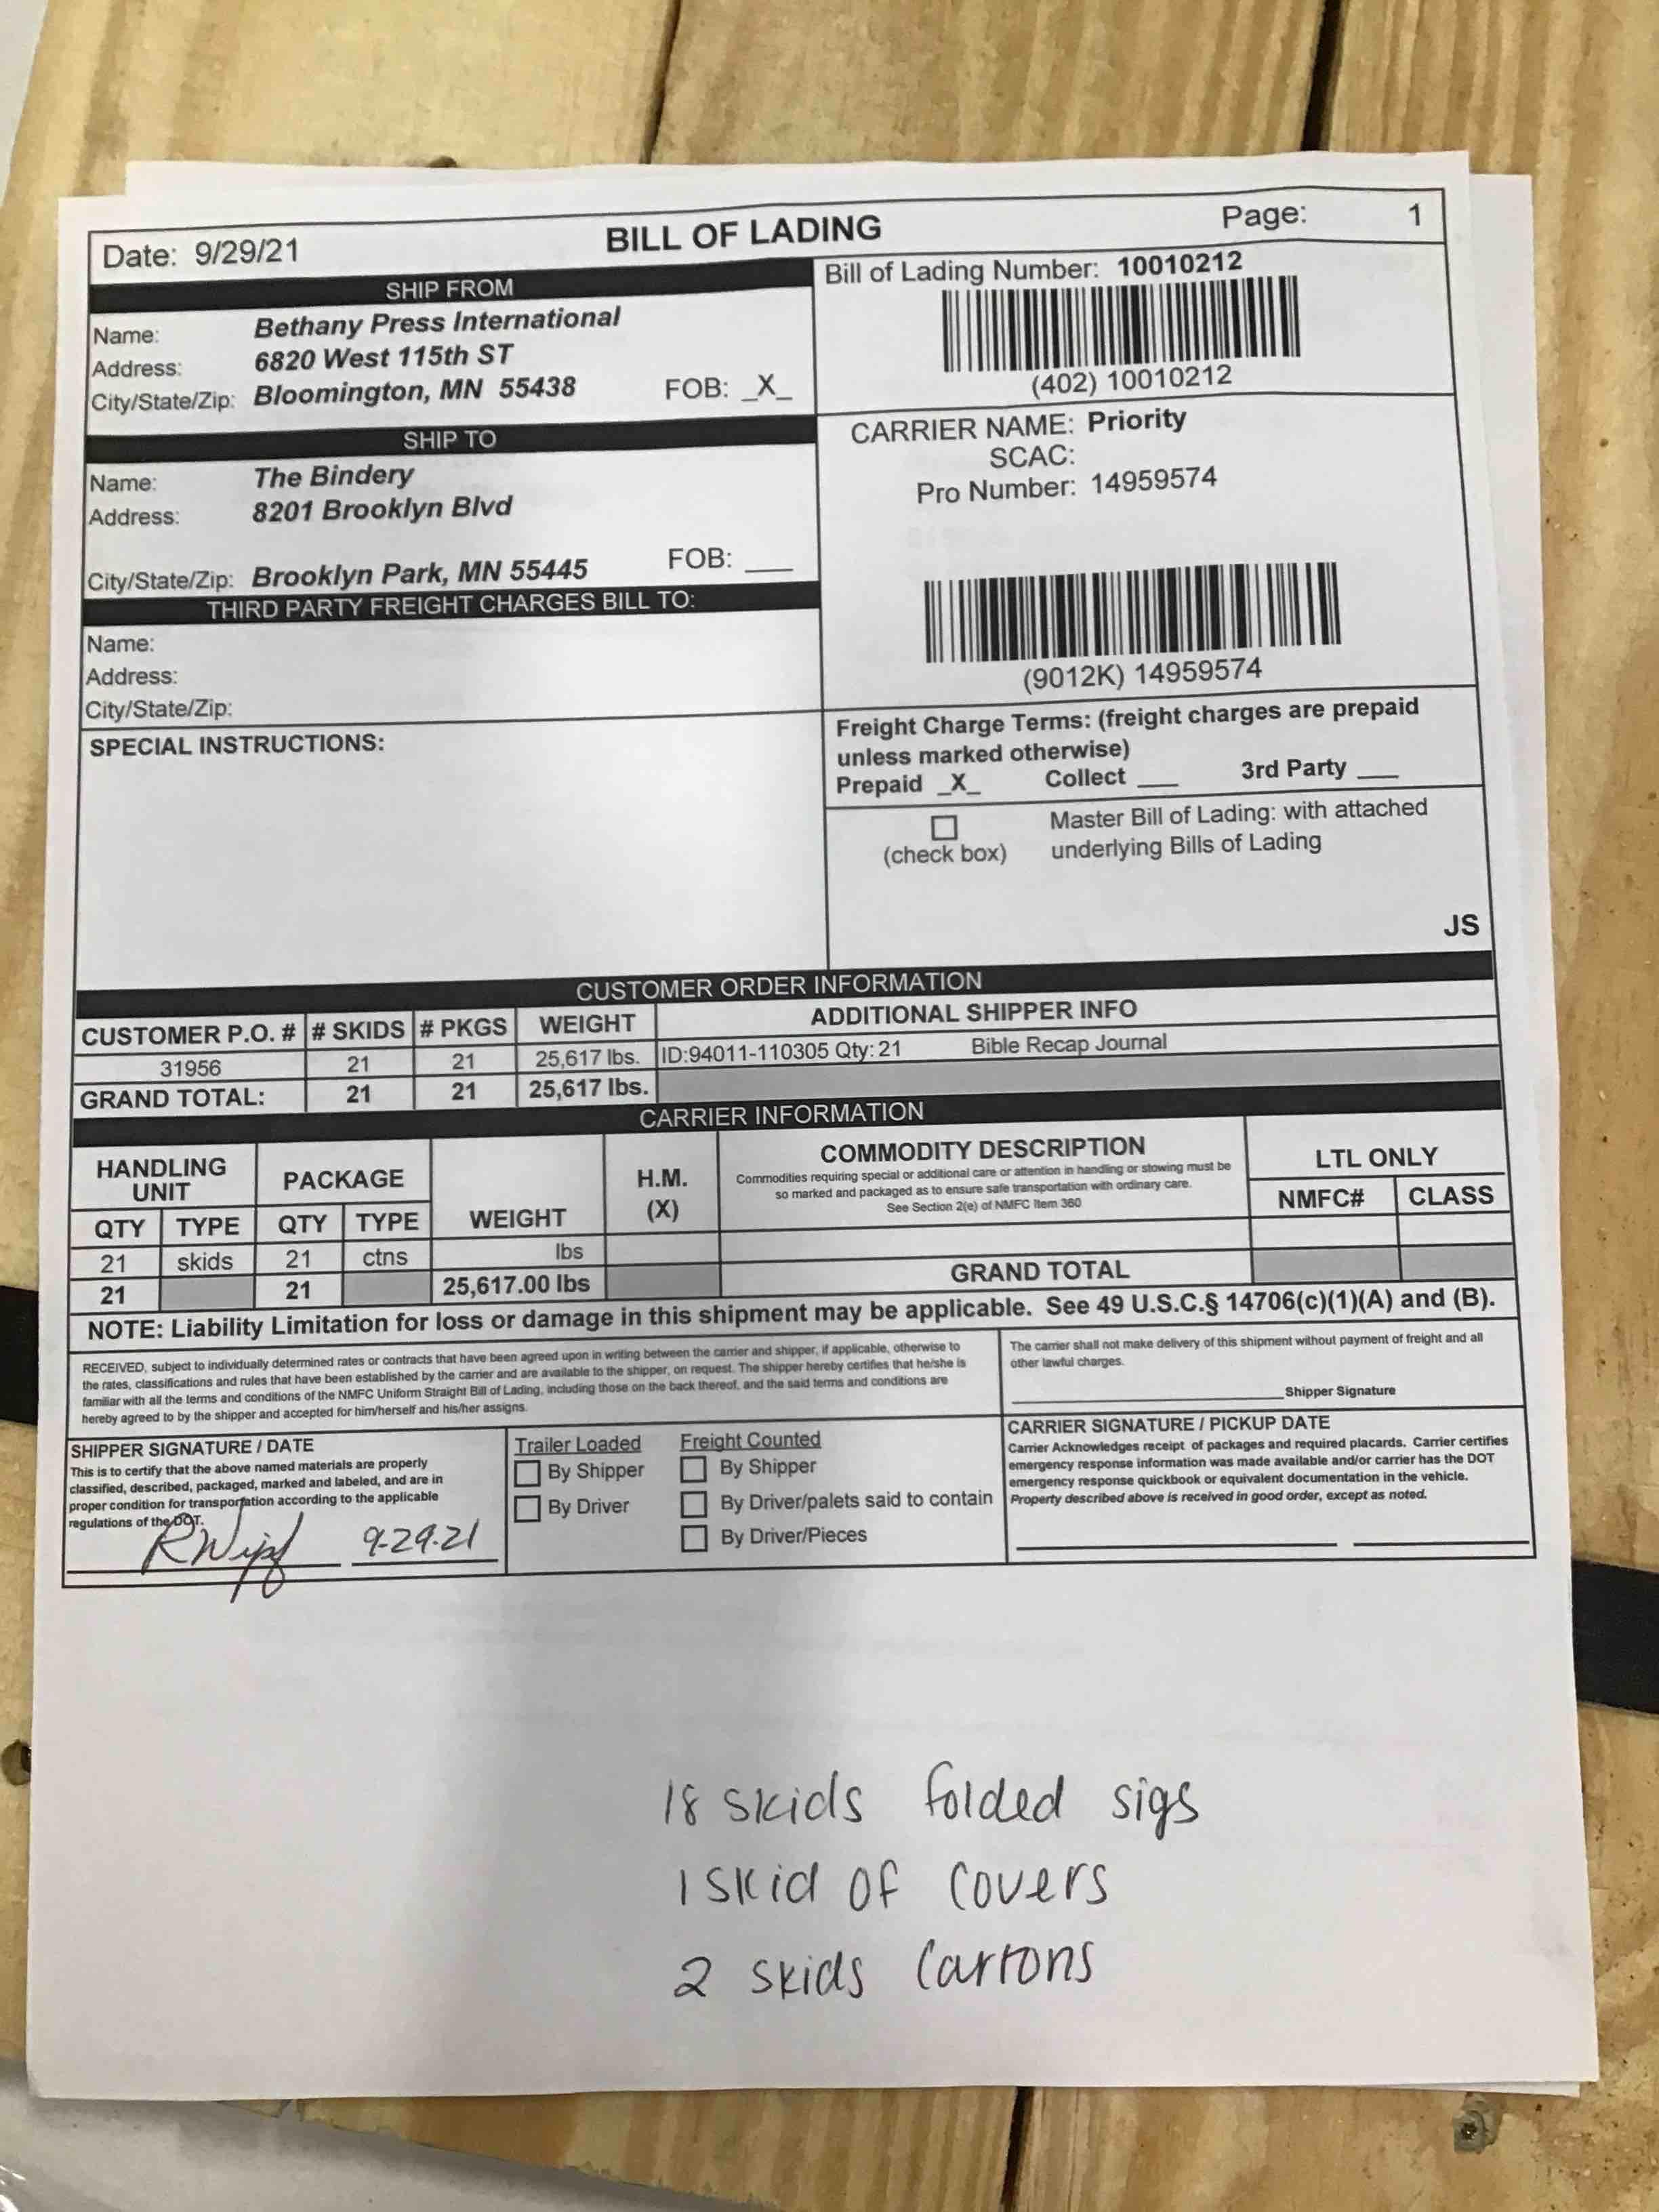 Date: 9/29/21
BILL OF LADING
Page: 1
SHIP FROM
Name: Bethany Press International
Address: 6820 West 115th ST
City/State/Zip: Bloomington, MN 55438 FOB: _X_
Bill of Lading Number: 10010212
(402) 10010212
SHIP TO
Name: The Bindery
Address: 8201 Brooklyn Blvd
City/State/Zip: Brooklyn Park, MN 55445 FOB: ___
CARRIER NAME: Priority
SCAC:
Pro Number: 14959574
(9012K) 14959574
THIRD PARTY FREIGHT CHARGES BILL TO:
Name:
Address:
City/State/Zip:
SPECIAL INSTRUCTIONS:
Freight Charge Terms: (freight charges are prepaid
unless marked otherwise)
Prepaid _X_ Collect ___ 3rd Party ___
(check box)
Master Bill of Lading: with attached
underlying Bills of Lading
JS
CUSTOMER ORDER INFORMATION
CUSTOMER P.O. # # SKIDS # PKGS WEIGHT ADDITIONAL SHIPPER INFO
31956 21 21 25,617 lbs. ID:94011-110305 Qty: 21 Bible Recap Journal
GRAND TOTAL: 21 21 25,617 lbs.
CARRIER INFORMATION
HANDLING
UNIT
PACKAGE
WEIGHT
H.M.
(X)
COMMODITY DESCRIPTION
Commodities requiring special or additional care or attention in handling or stowing must be
so marked and packaged as to ensure safe transportation with ordinary care.
See Section 2(e) of NMFC Item 360
LTL ONLY
QTY TYPE QTY TYPE NMFC# CLASS
21 skids 21 ctns lbs
21 21 25,617.00 lbs GRAND TOTAL
NOTE: Liability Limitation for loss or damage in this shipment may be applicable. See 49 U.S.C.§ 14706(c)(1)(A) and (B).
RECEIVED, subject to individually determined rates or contracts that have been agreed upon in writing between the carrier and shipper, if applicable, otherwise to
the rates, classifications and rules that have been established by the carrier and are available to the shipper, on request. The shipper hereby certifies that he/she is
familiar with all the terms and conditions of the NMFC Uniform Straight Bill of Lading, including those on the back thereof, and the said terms and conditions are
hereby agreed to by the shipper and accepted for him/herself and his/her assigns.
The carrier shall not make delivery of this shipment without payment of freight and all
other lawful charges.
Shipper Signature
SHIPPER SIGNATURE / DATE
This is to certify that the above named materials are properly
classified, described, packaged, marked and labeled, and are in
proper condition for transportation according to the applicable
regulations of the DOT.
9-29-21
Trailer Loaded
By Shipper
By Driver
Freight Counted
By Shipper
By Driver/palets said to contain
By Driver/Pieces
CARRIER SIGNATURE / PICKUP DATE
Carrier Acknowledges receipt of packages and required placards. Carrier certifies
emergency response information was made available and/or carrier has the DOT
emergency response quickbook or equivalent documentation in the vehicle.
Property described above is received in good order, except as noted.
18 skids folded sigs
1 skid of covers
2 skids cartons